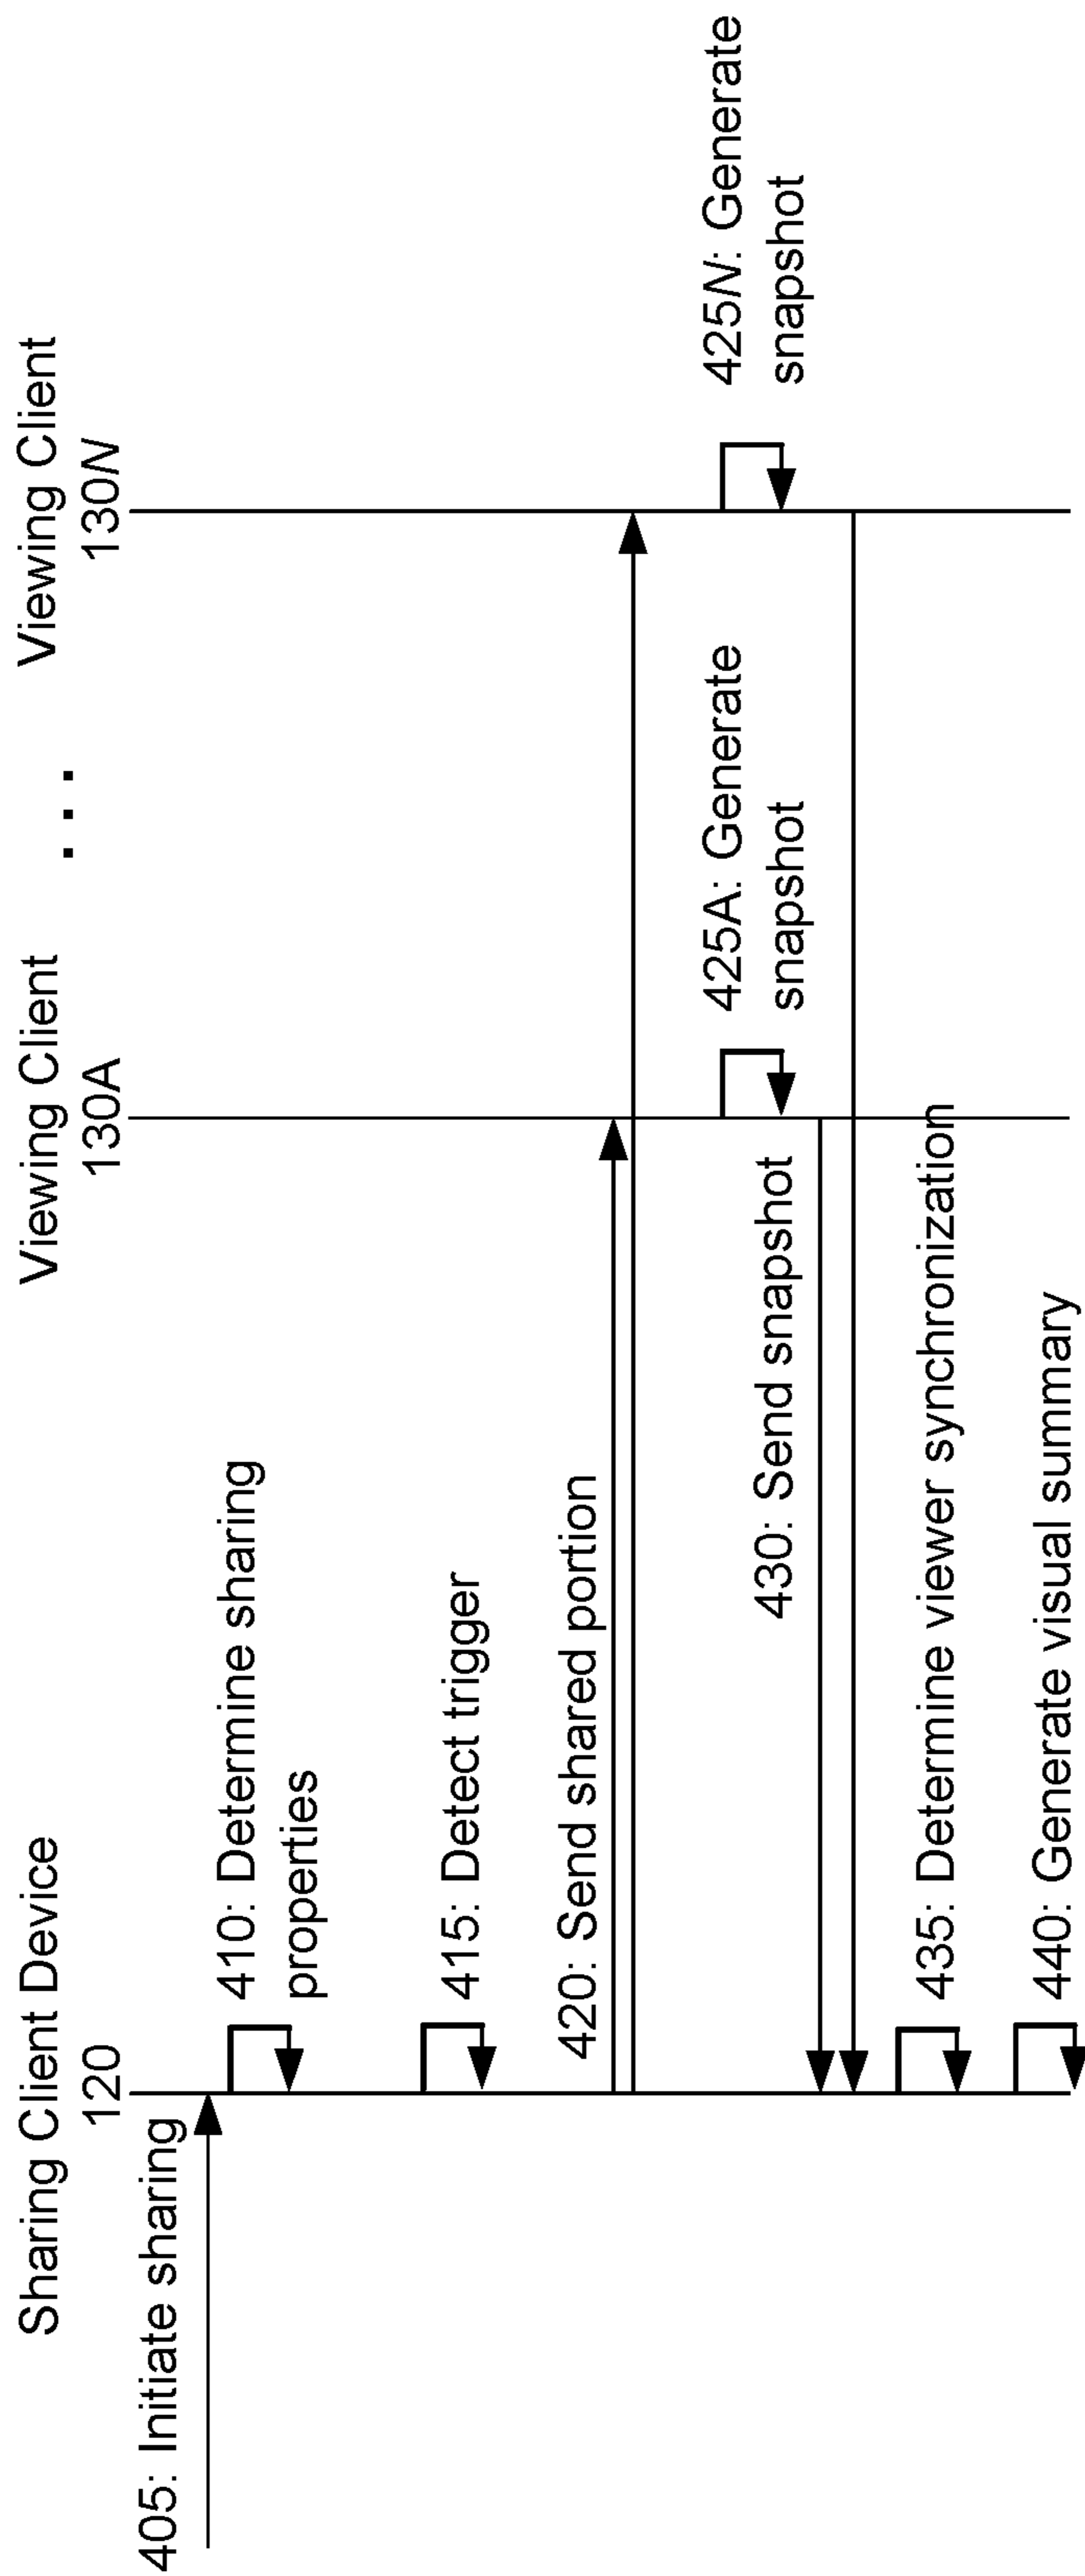 Sharing Client Device
120
Viewing Client
130A
. . .
Viewing Client
130N
405: Initiate sharing
410: Determine sharing
properties
415: Detect trigger
420: Send shared portion
425A: Generate
snapshot
425N: Generate
snapshot
430: Send snapshot
435: Determine viewer synchronization
440: Generate visual summary